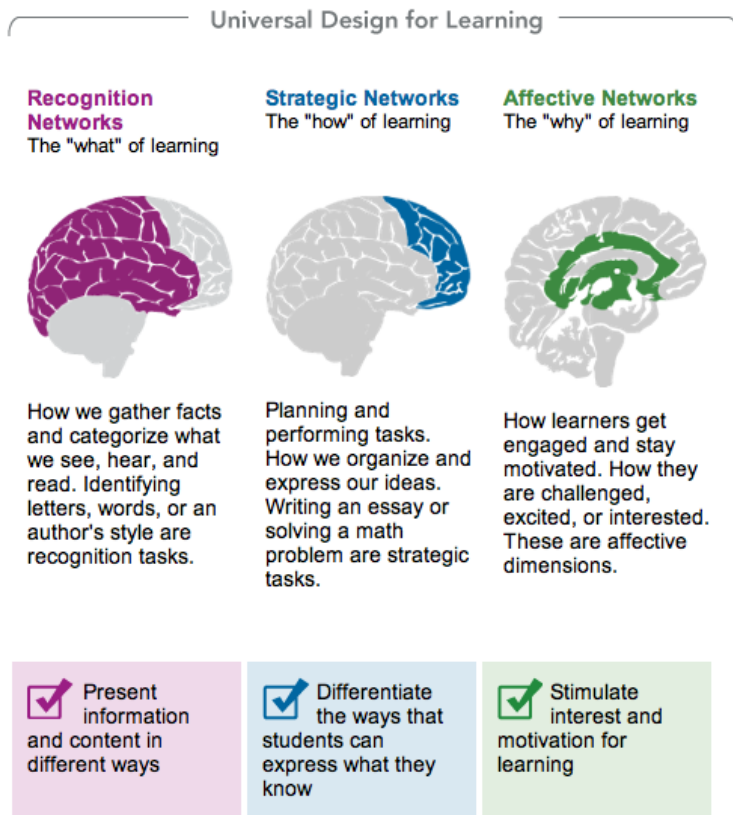 Universal Design for Learning
Recognition
Networks
The "what" of learning
How we gather facts
and categorize what
we see, hear, and
read. Identifying
letters, words, or an
author's style are
recognition tasks.
Present
information
and content in
different ways
Strategic Networks
The "how" of learning
Planning and
performing tasks.
How we organize and
express our ideas.
Writing an essay or
solving a math
problem are strategic
tasks.
Differentiate
the ways that
students can
express what they
know
Affective Networks
The "why" of learning
How learners get
engaged and stay
motivated. How they
are challenged,
excited, or interested.
These are affective
dimensions.
Stimulate
interest and
motivation for
learning